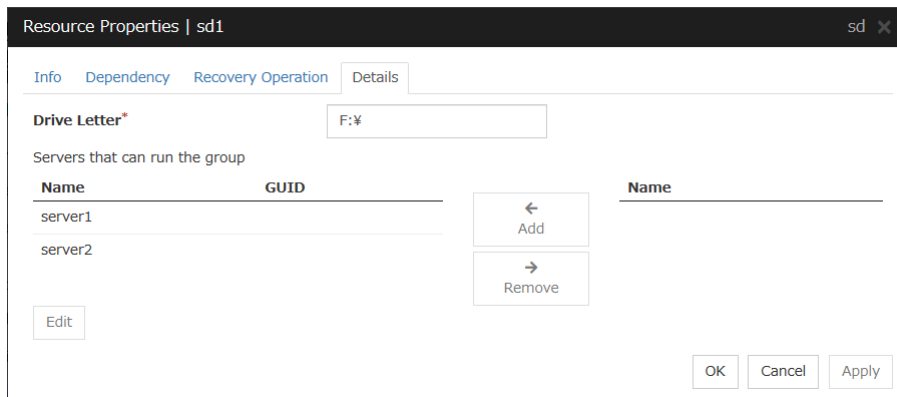 Resource Properties | sd1 sd ×
Info Dependency Recovery Operation Details
Drive Letter* F:¥
Servers that can run the group
Name GUID Name
server1
Add
server2
Remove
Edit
OK Cancel Apply